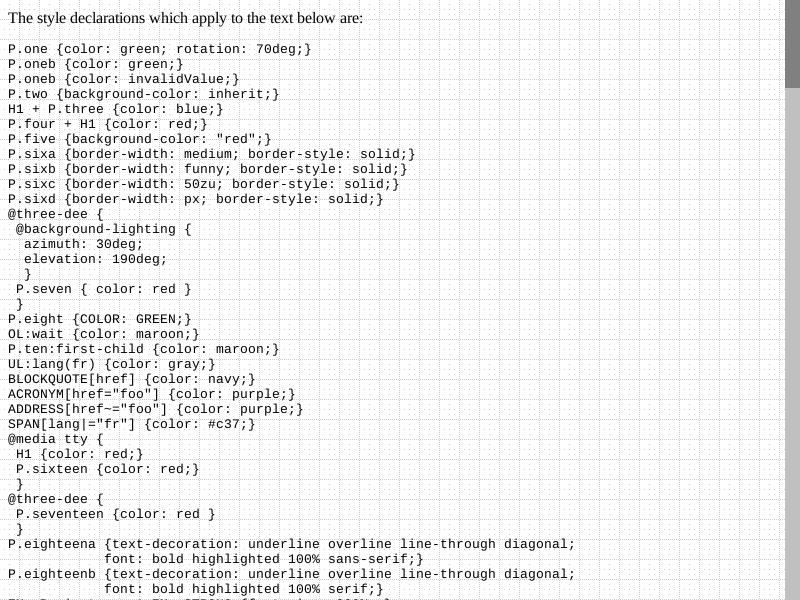 The style declarations which apply to the text below are:
P.one {color: green; rotation: 70deg;}
P.oneb {color: green;}
P.oneb {color: invalidValue;}
P.two {background-color: inherit;}
H1 + P.three {color: blue;}
P.four + H1 {color: red;}
P.five {background-color: "red";}
P.sixa {border-width: medium; border-style: solid;}
P.sixb {border-width: funny; border-style: solid;}
P.sixc {border-width: 50zu; border-style: solid;}
P.sixd {border-width: px; border-style: solid;}
@three-dee {
 @background-lighting {
  azimuth: 30deg;
  elevation: 190deg;
  }
 P.seven { color: red }
 }
P.eight {COLOR: GREEN;}
OL:wait {color: maroon;}
P.ten:first-child {color: maroon;}
UL:lang(fr) {color: gray;}
BLOCKQUOTE[href] {color: navy;}
ACRONYM[href="foo"] {color: purple;}
ADDRESS[href~="foo"] {color: purple;}
SPAN[lang|="fr"] {color: #c37;}
@media tty {
 H1 {color: red;}
 P.sixteen {color: red;}
 }
@three-dee {
 P.seventeen {color: red }
 }
P.eighteena {text-decoration: underline overline line-through diagonal;
            font: bold highlighted 100% sans-serif;}
P.eighteenb {text-decoration: underline overline line-through diagonal;
            font: bold highlighted 100% serif;}